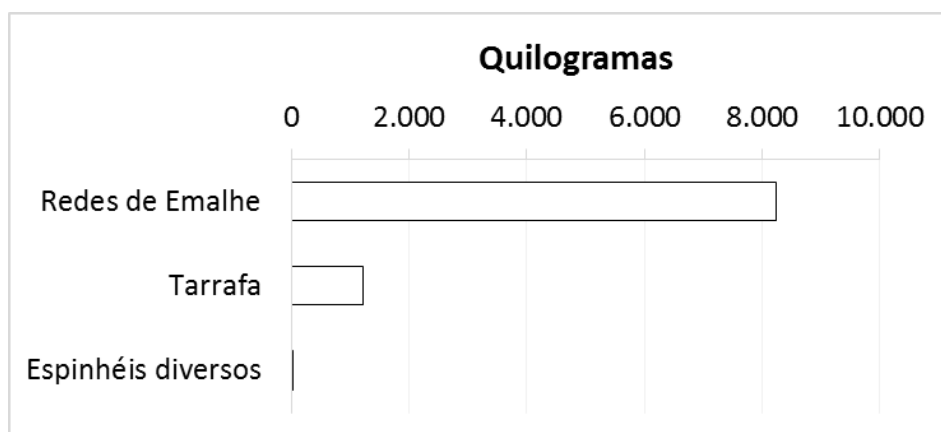 Quilogramas
0 2.000 4.000 6.000 8.000 10.000
Redes de Emalhe
Tarrafa
Espinhéis diversos